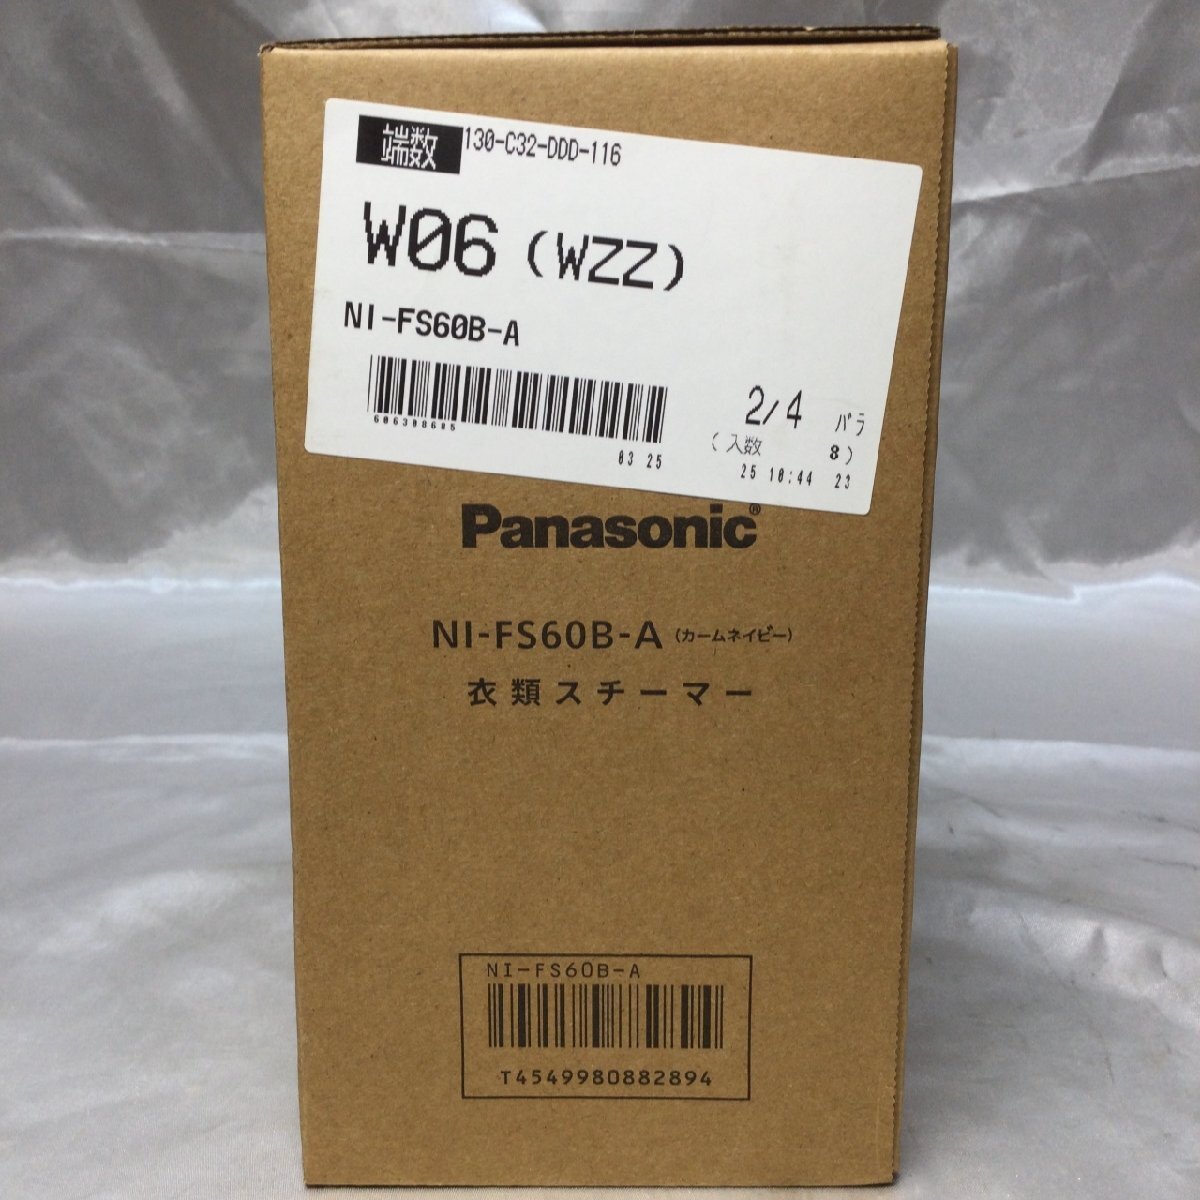 端数 130-C32-DDD-116
W06 (WZZ)
NI-FS60B-A
606308685
2/4 バラ
(入数 8)
03 25
25 10:44 23
Panasonic®
NI-FS60B-A (カームネイビー)
衣類スチーマー
NI-FS60B-A
T4549980882894